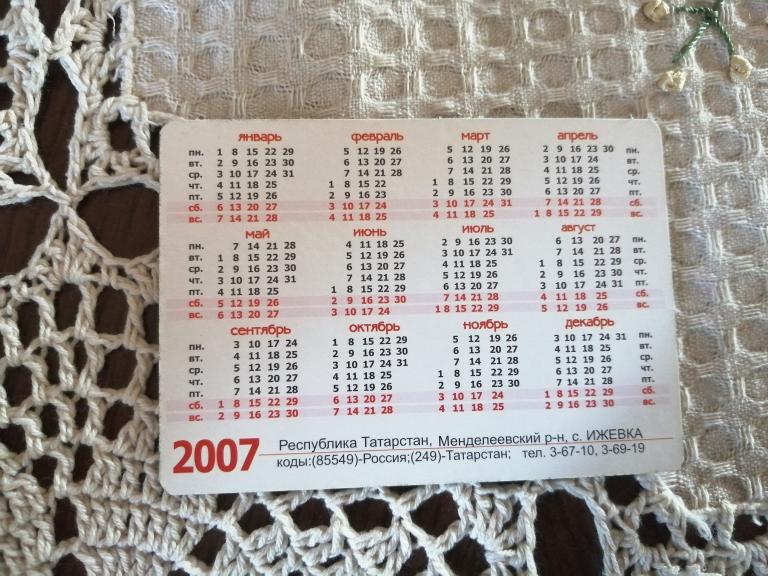 январь февраль март апрель
пн. 1 8 15 22 29 5 12 19 26 5 12 19 26 2 9 16 23 30 пн.
вт. 2 9 16 23 30 6 13 20 27 6 13 20 27 3 10 17 24 вт.
ср. 3 10 17 24 31 7 14 21 28 7 14 21 28 4 11 18 25 ср.
чт. 4 11 18 25 1 8 15 22 1 8 15 22 29 5 12 19 26 чт.
пт. 5 12 19 26 2 9 16 23 2 9 16 23 30 6 13 20 27 пт.
сб. 6 13 20 27 3 10 17 24 3 10 17 24 31 7 14 21 28 сб.
вс. 7 14 21 28 4 11 18 25 4 11 18 25 1 8 15 22 29 вс.
май июнь июль август
пн. 7 14 21 28 4 11 18 25 2 9 16 23 30 6 13 20 27 пн.
вт. 1 8 15 22 29 5 12 19 26 3 10 17 24 31 7 14 21 28 вт.
ср. 2 9 16 23 30 6 13 20 27 4 11 18 25 1 8 15 22 29 ср.
чт. 3 10 17 24 31 7 14 21 28 5 12 19 26 2 9 16 23 30 чт.
пт. 4 11 18 25 1 8 15 22 29 6 13 20 27 3 10 17 24 31 пт.
сб. 5 12 19 26 2 9 16 23 30 7 14 21 28 4 11 18 25 сб.
вс. 6 13 20 27 3 10 17 24 1 8 15 22 29 5 12 19 26 вс.
сентябрь октябрь ноябрь декабрь
пн. 3 10 17 24 1 8 15 22 29 5 12 19 26 3 10 17 24 31 пн.
вт. 4 11 18 25 2 9 16 23 30 6 13 20 27 4 11 18 25 вт.
ср. 5 12 19 26 3 10 17 24 31 7 14 21 28 5 12 19 26 ср.
чт. 6 13 20 27 4 11 18 25 1 8 15 22 29 6 13 20 27 чт.
пт. 7 14 21 28 5 12 19 26 2 9 16 23 30 7 14 21 28 пт.
сб. 1 8 15 22 29 6 13 20 27 3 10 17 24 1 8 15 22 29 сб.
вс. 2 9 16 23 30 7 14 21 28 4 11 18 25 2 9 16 23 30 вс.
2007 Республика Татарстан, Менделеевский р-н, с. ИЖЕВКА
коды:(85549)-Россия;(249)-Татарстан; тел. 3-67-10, 3-69-19